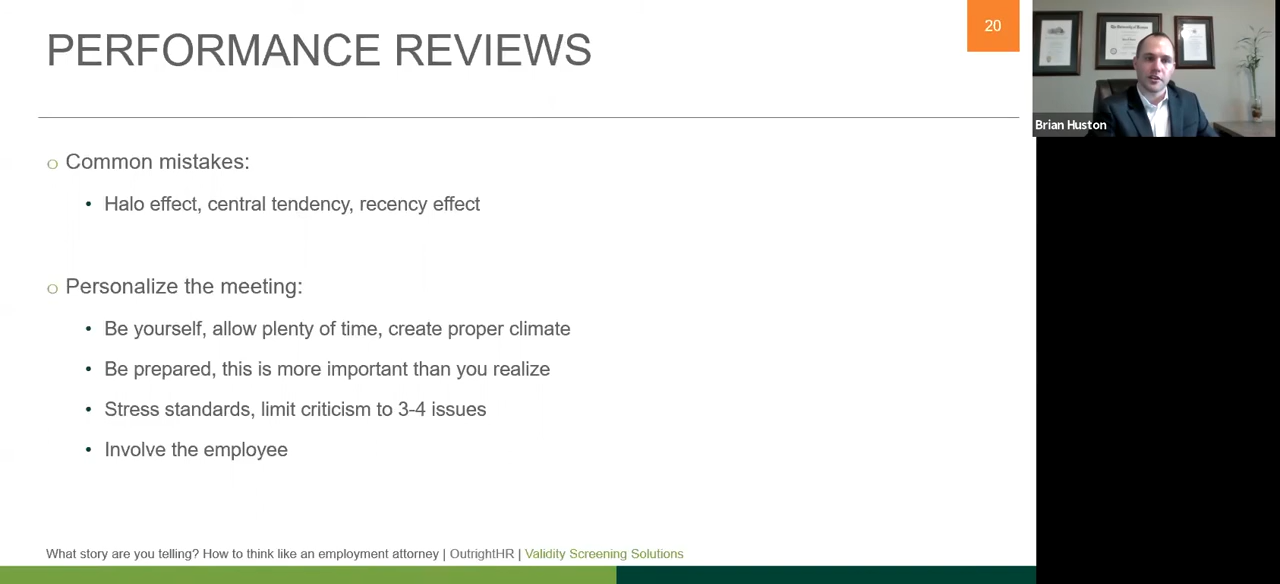 PERFORMANCE REVIEWS
20
o Common mistakes:
• Halo effect, central tendency, recency effect
o Personalize the meeting:
• Be yourself, allow plenty of time, create proper climate
• Be prepared, this is more important than you realize
• Stress standards, limit criticism to 3-4 issues
• Involve the employee
What story are you telling? How to think like an employment attorney | OutrightHR | Validity Screening Solutions
Brian Huston